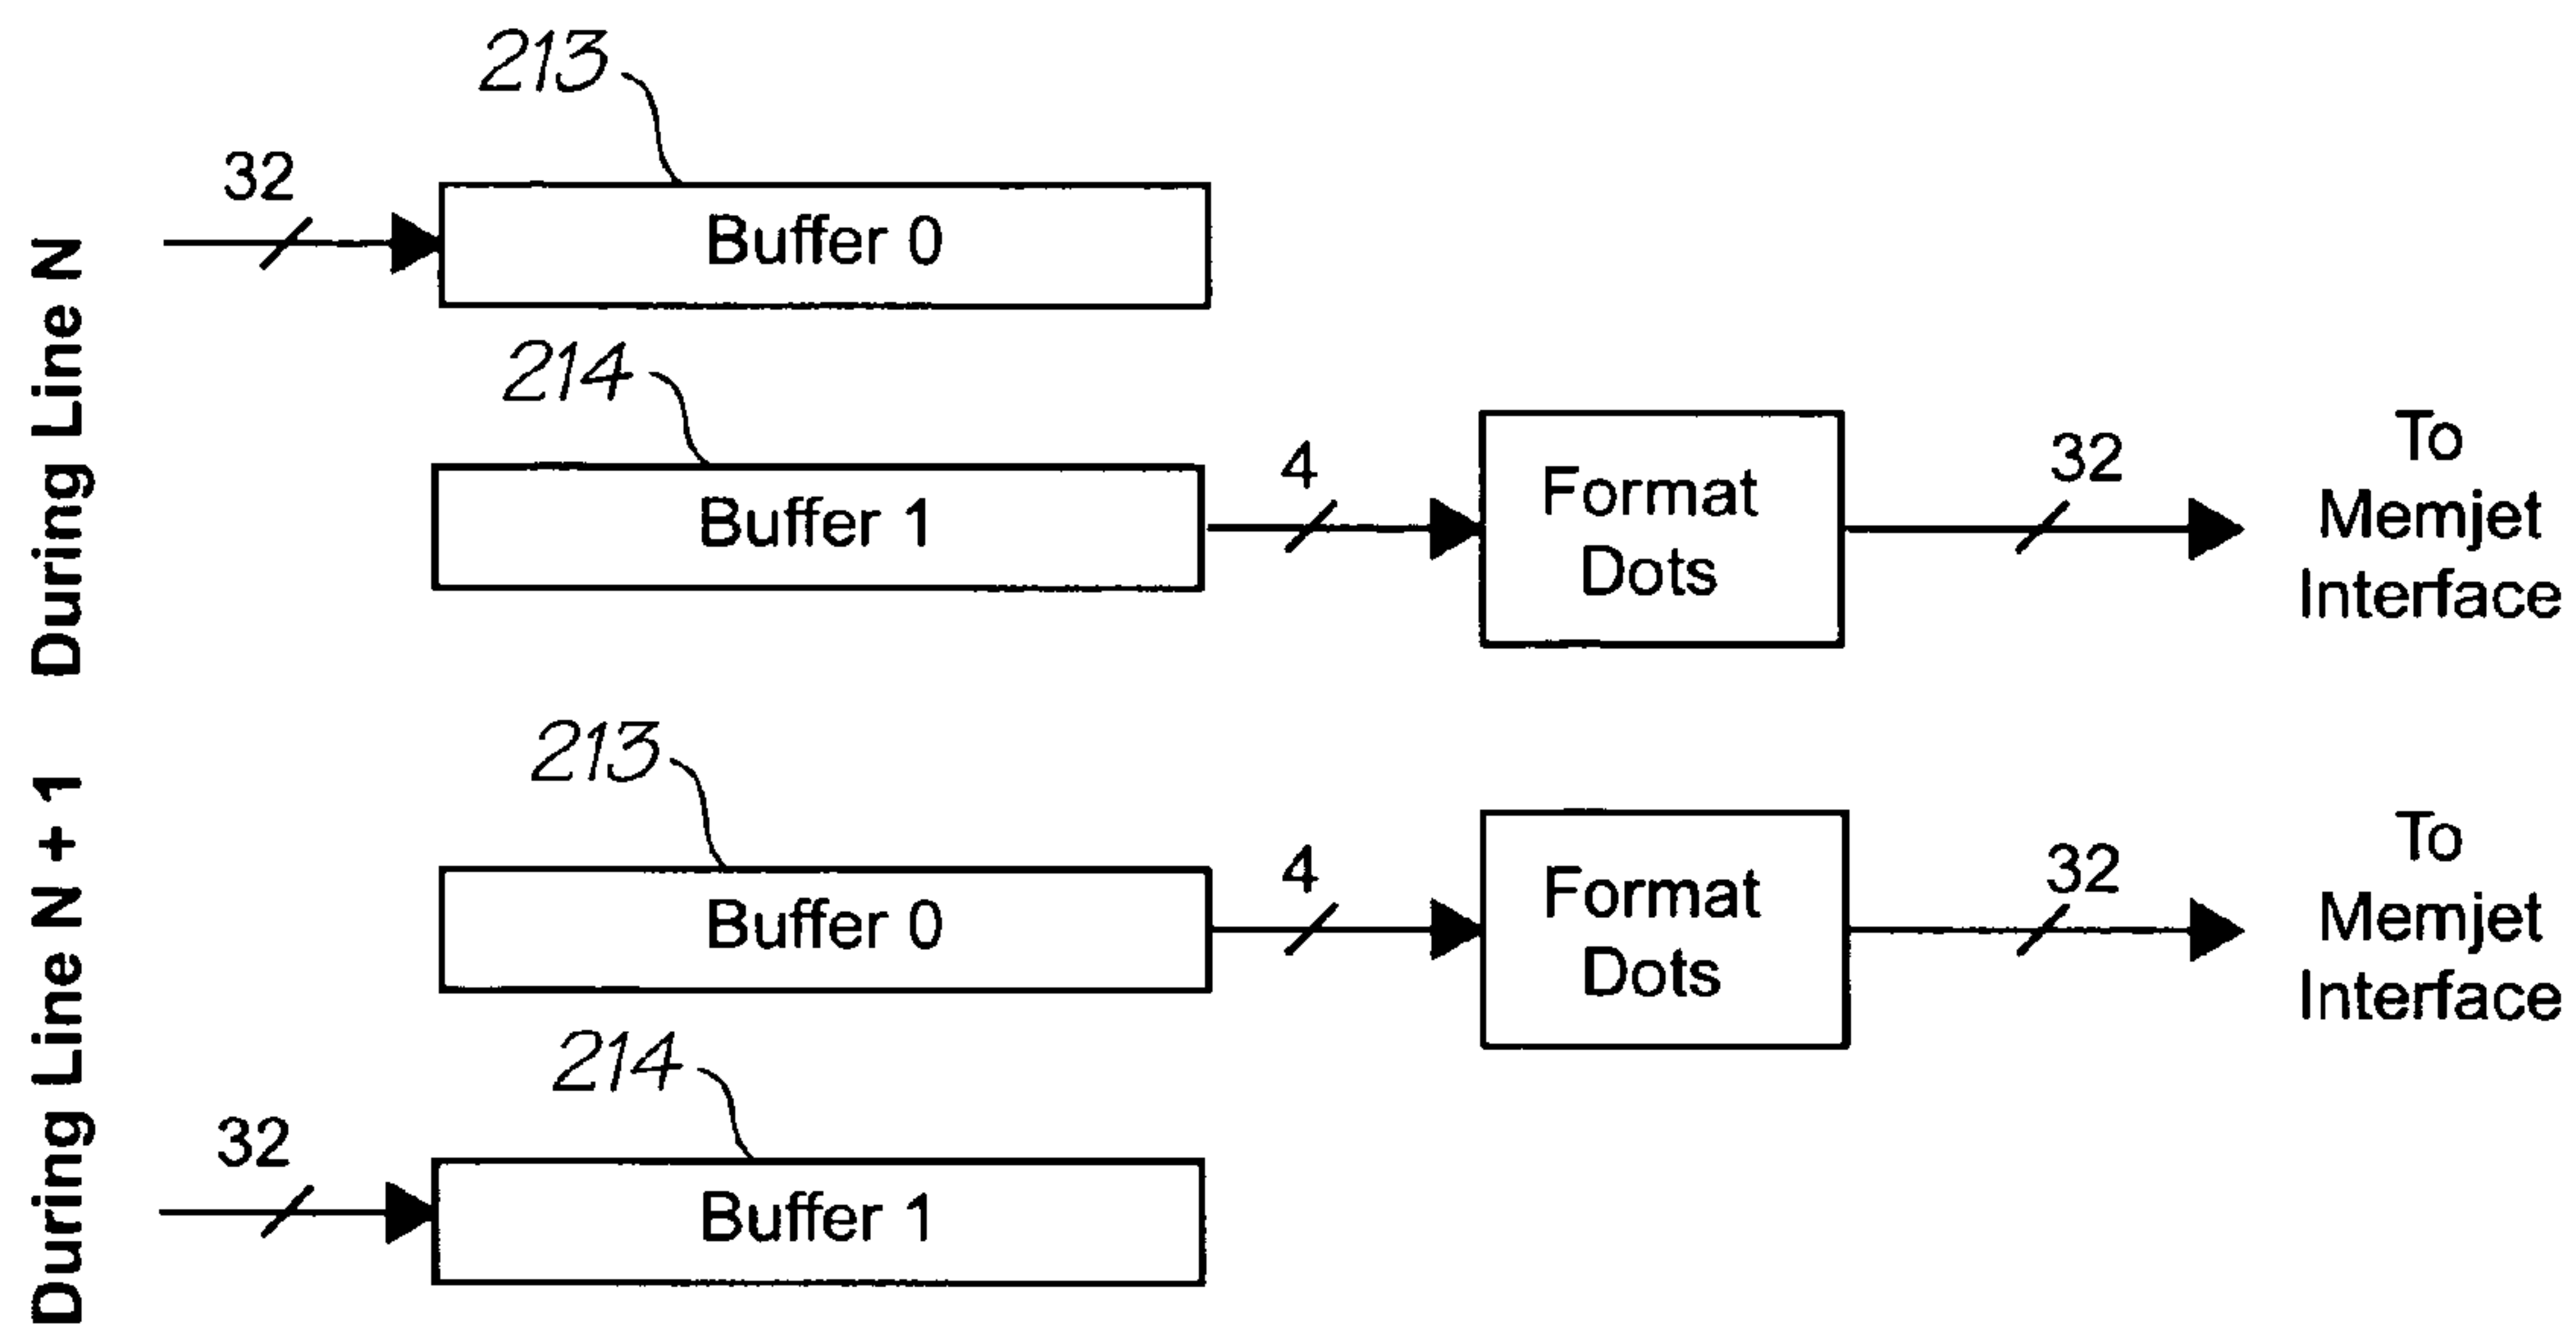 During Line N
213
32
Buffer 0
214
Buffer 1
4
Format
Dots
32
To
Memjet
Interface
During Line N + 1
213
Buffer 0
4
Format
Dots
32
To
Memjet
Interface
214
32
Buffer 1